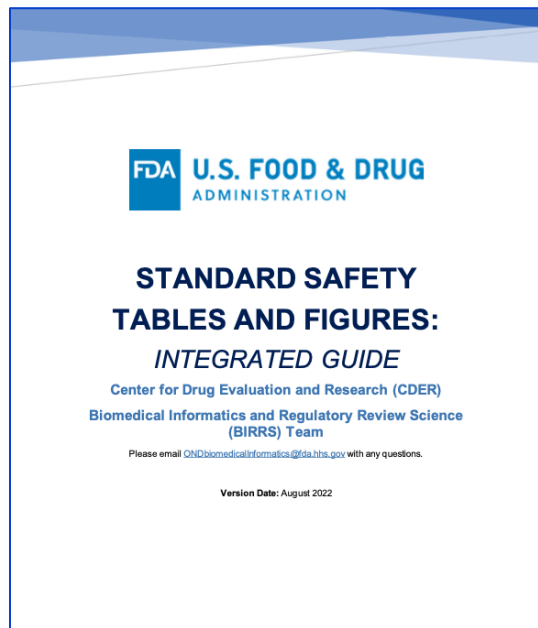 FDA
U.S. FOOD & DRUG
ADMINISTRATION
STANDARD SAFETY
TABLES AND FIGURES:
INTEGRATED GUIDE
Center for Drug Evaluation and Research (CDER)
Biomedical Informatics and Regulatory Review Science
(BIRRS) Team
Please email ONDbiomedicalInformatics@fda.hhs.gov with any questions.
Version Date: August 2022